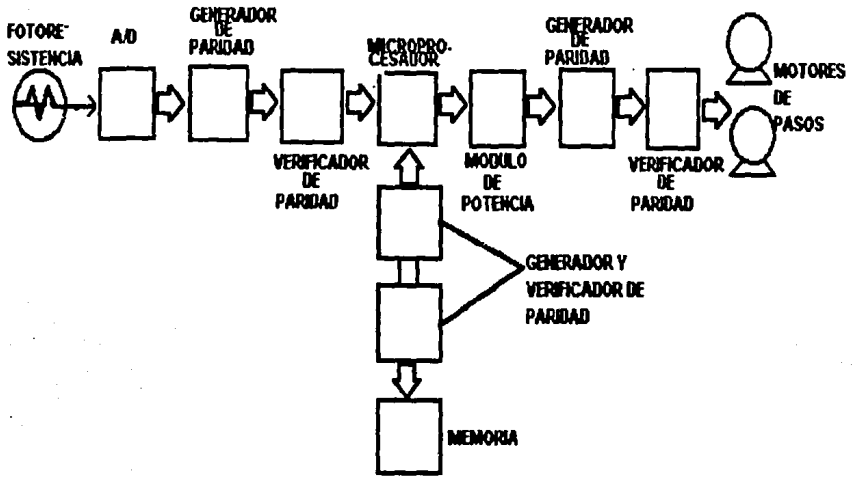 FOTORE-
SISTENCIA
A/D
GENERADOR
DE
PARIDAD
VERIFICADOR
DE
PARIDAD
MICROPRO-
CESADOR
MODULO
DE
POTENCIA
GENERADOR
DE
PARIDAD
VERIFICADOR
DE
PARIDAD
MOTORES
DE
PASOS
GENERADOR Y
VERIFICADOR DE
PARIDAD
MEMORIA